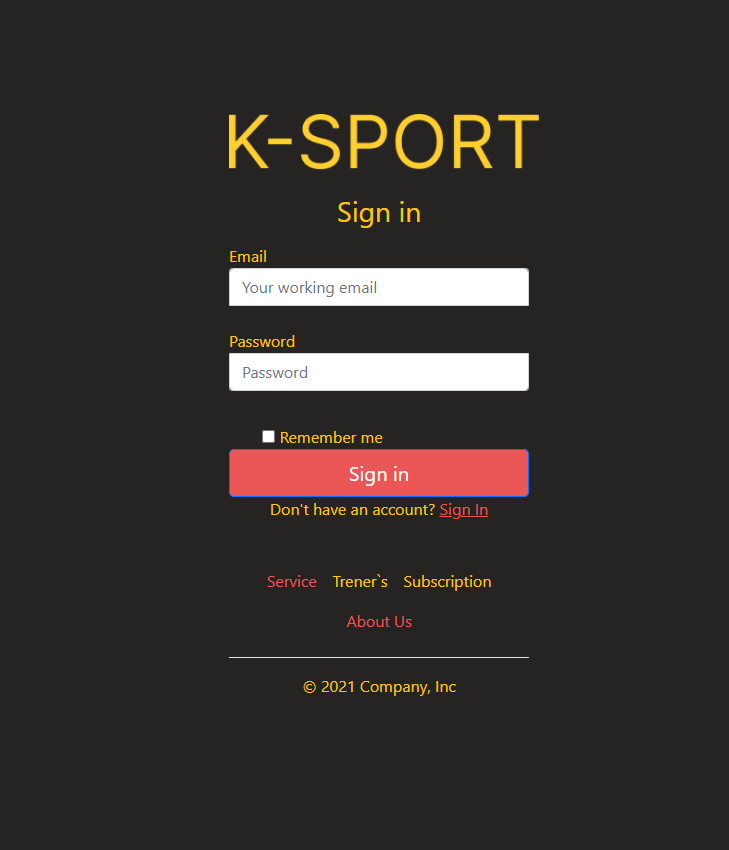 K-SPORT
Sign in
Email
Your working email
Password
Password
Remember me
Sign in
Don't have an account? Sign In
Service Trener`s Subscription
About Us
© 2021 Company, Inc